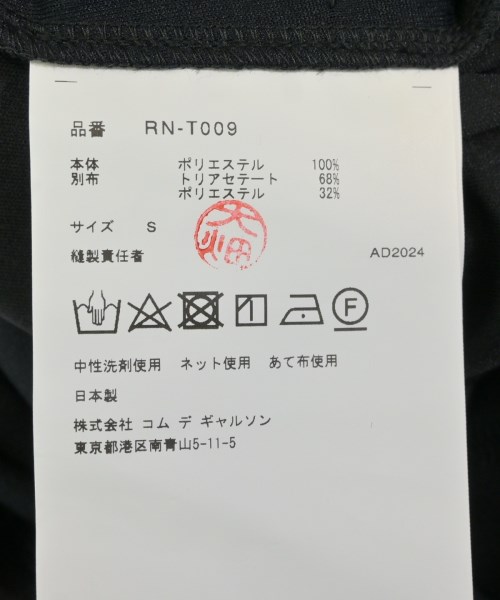 品番 RN-T009
本体 ポリエステル 100%
別布 トリアセテート 68%
ポリエステル 32%
サイズ S
縫製責任者 大畑 AD2024
F
中性洗剤使用 ネット使用 あて布使用
日本製
株式会社 コム デ ギャルソン
東京都港区南青山5-11-5